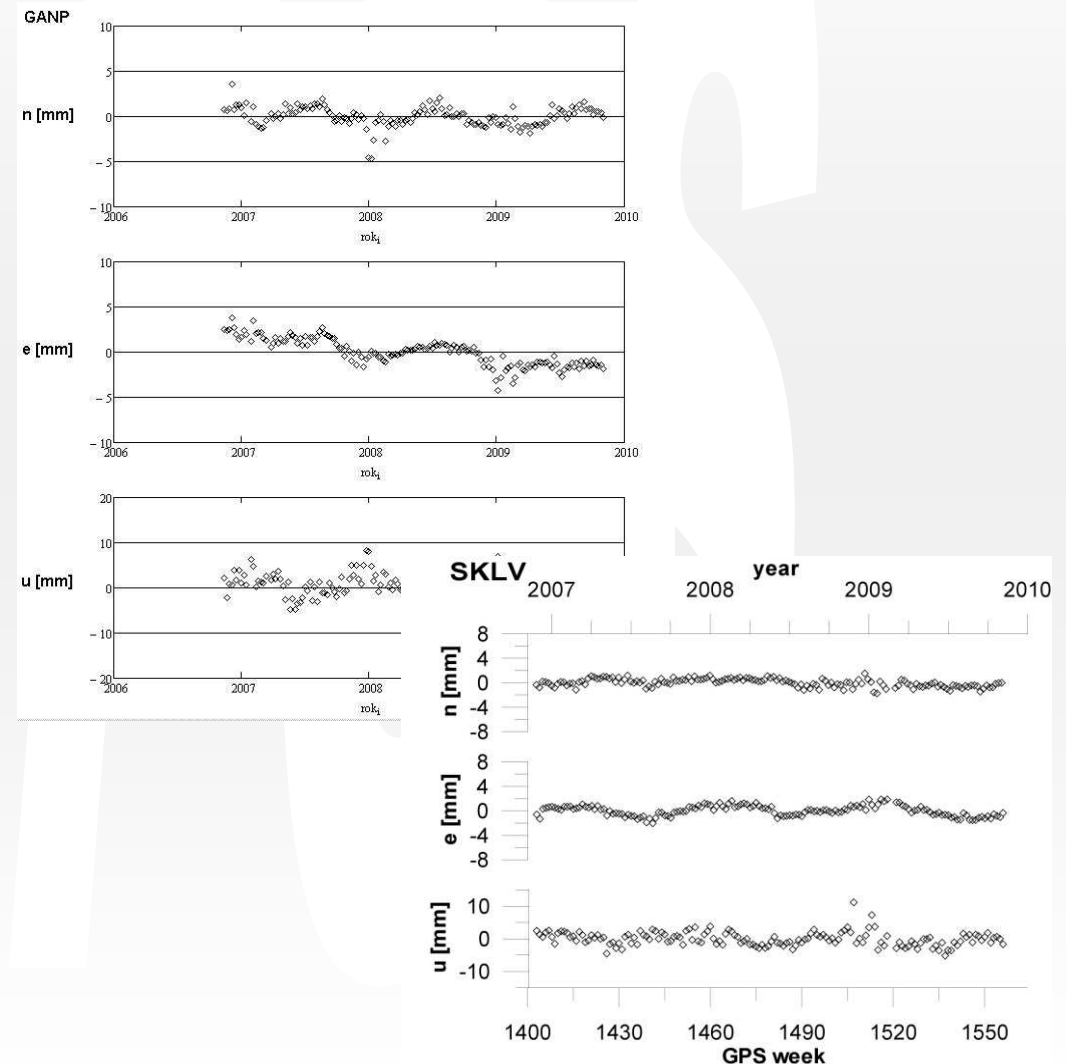 GANP
10
5
n [mm]
0
– 5
– 10
2006 2007 2008 2009 2010
rok i
10
5
e [mm]
0
– 5
– 10
2006 2007 2008 2009 2010
rok i
20
10
u [mm]
0
– 10
– 20
2006 2007 2008
rok i
SKLV year
2007 2008 2009 2010
8
4
n [mm]
0
-4
-8
8
4
e [mm]
0
-4
-8
10
u [mm]
0
-10
1400 1430 1460 1490 1520 1550
GPS week